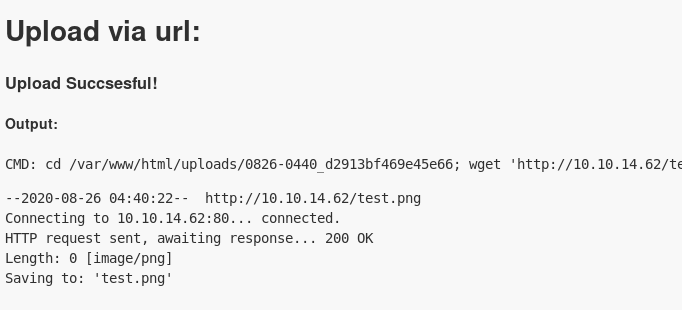 Upload via url:
Upload Succsesful!
Output:
CMD: cd /var/www/html/uploads/0826-0440_d2913bf469e45e66; wget 'http://10.10.14.62/te
--2020-08-26 04:40:22--  http://10.10.14.62/test.png
Connecting to 10.10.14.62:80... connected.
HTTP request sent, awaiting response... 200 OK
Length: 0 [image/png]
Saving to: 'test.png'